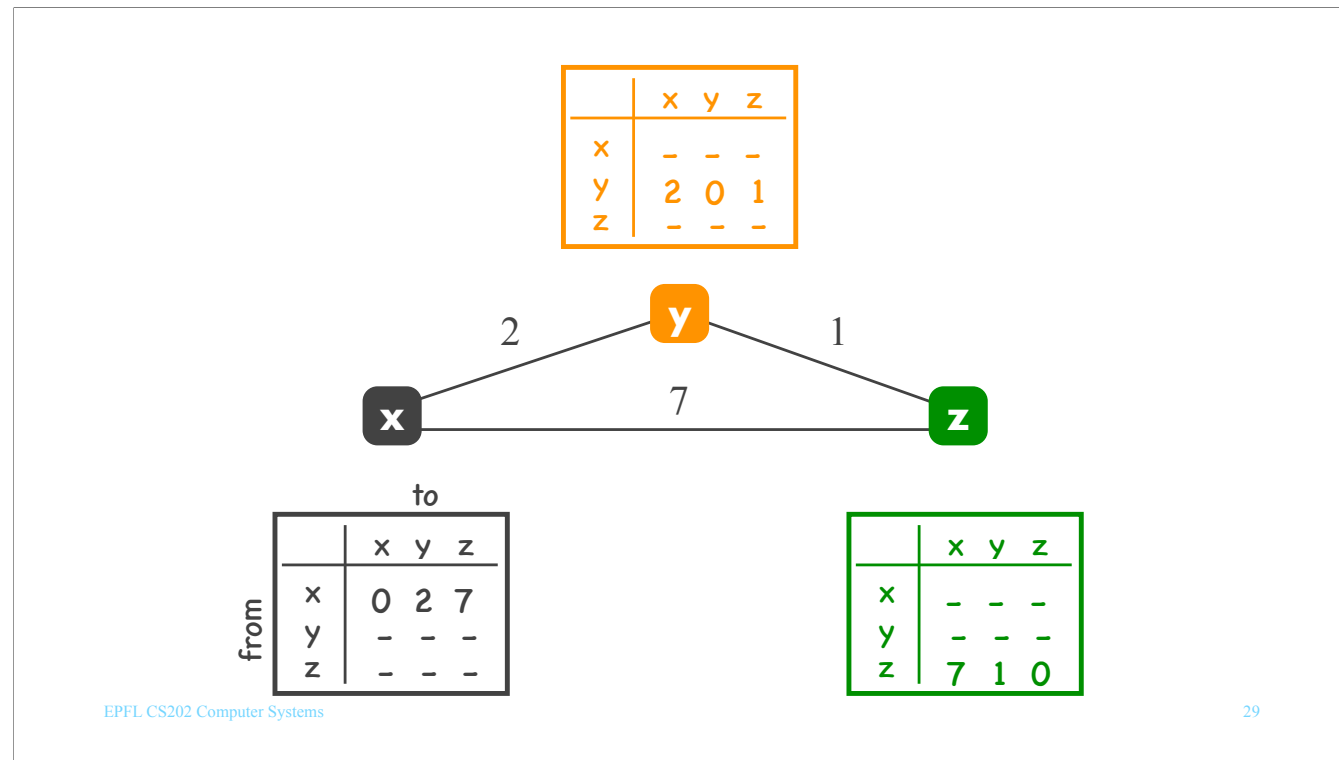 x y z
x - - -
y 2 0 1
z - - -
y
2
1
7
x
z
to
from
x y z
x 0 2 7
y - - -
z - - -
x y z
x - - -
y - - -
z 7 1 0
EPFL CS202 Computer Systems
29